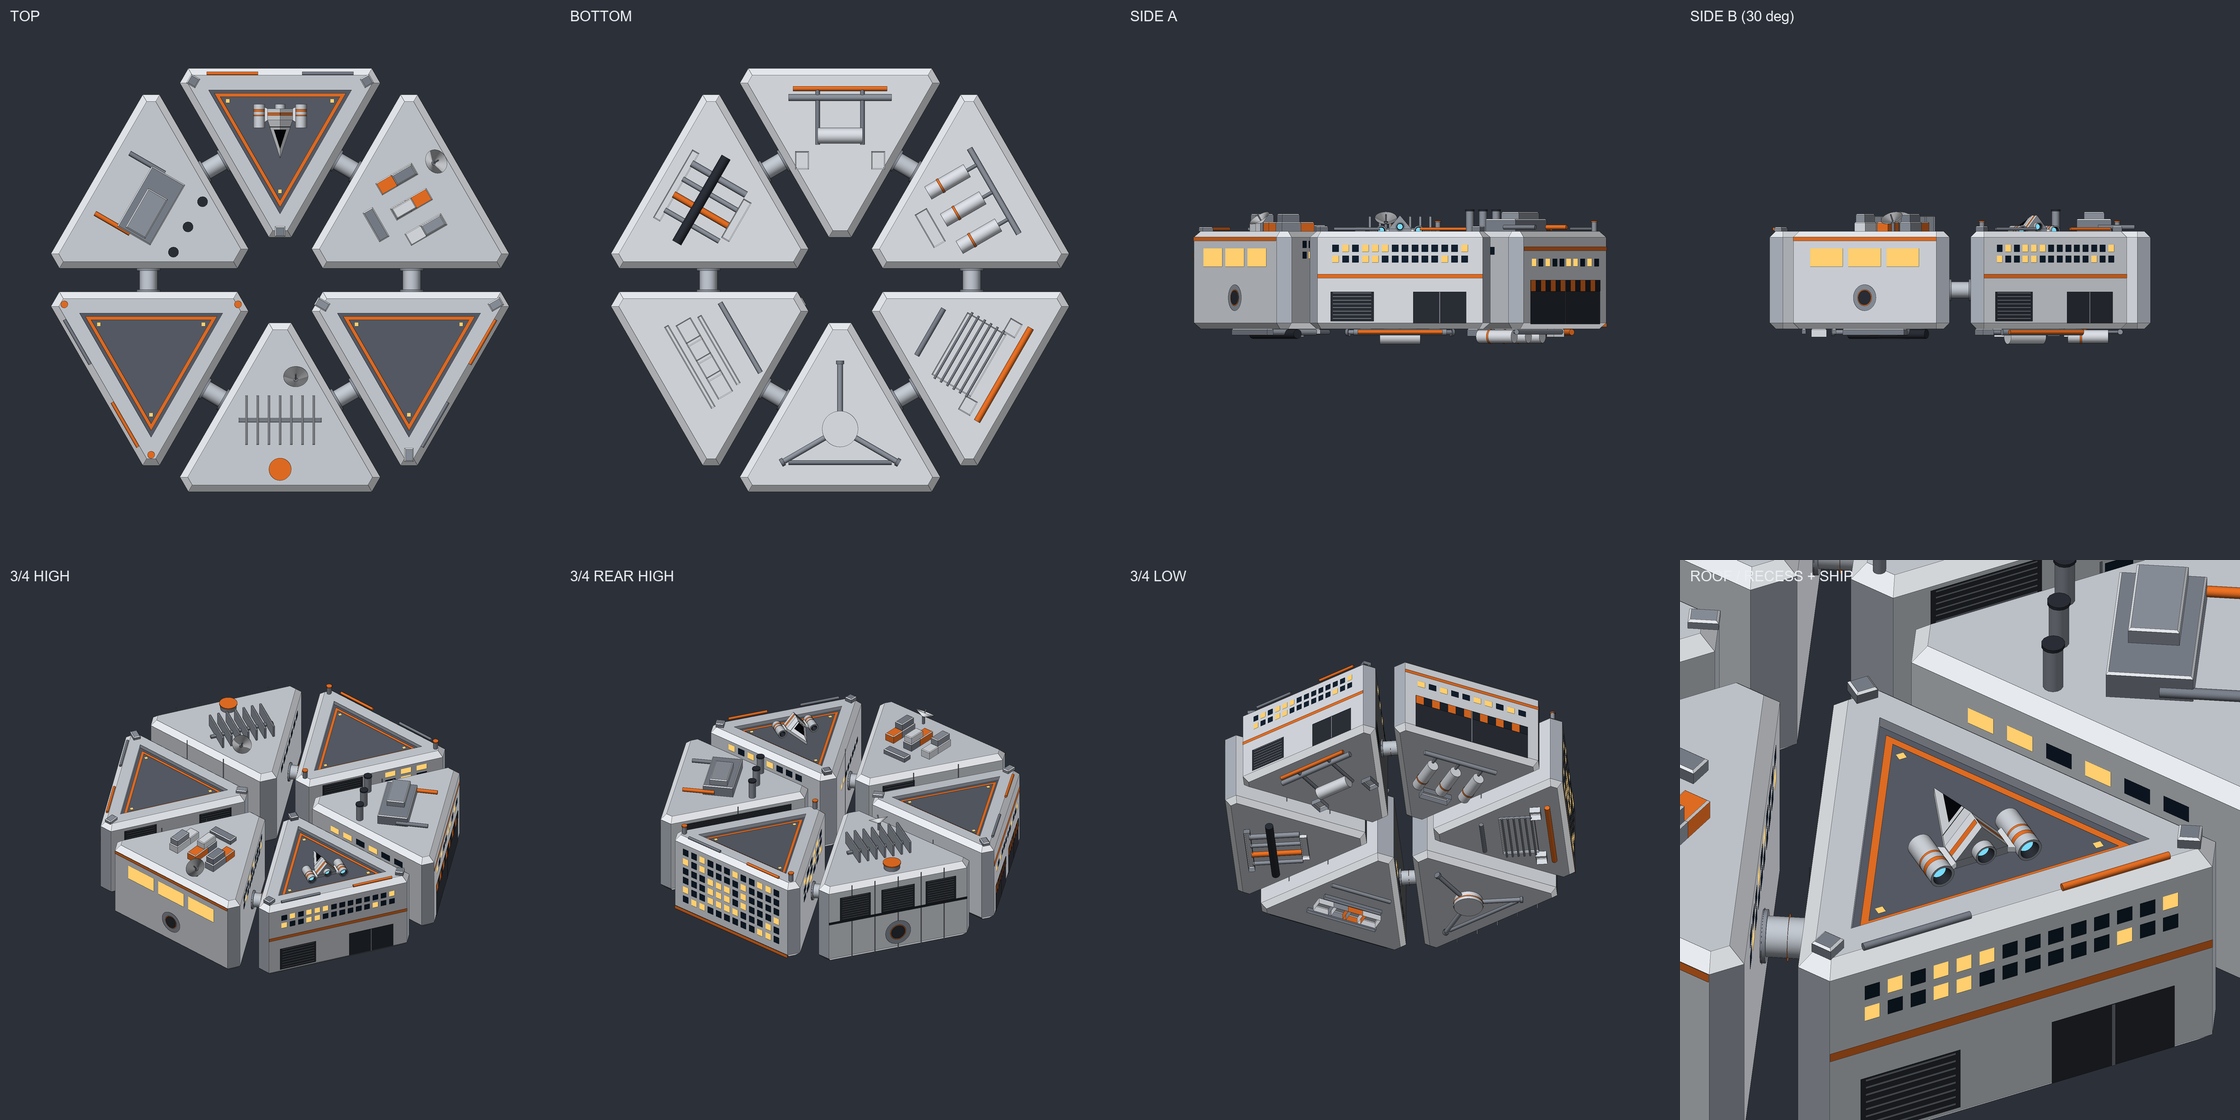 TOP
BOTTOM
SIDE A
SIDE B (30 deg)
3/4 HIGH
3/4 REAR HIGH
3/4 LOW
ROOF RECESS + SHIP